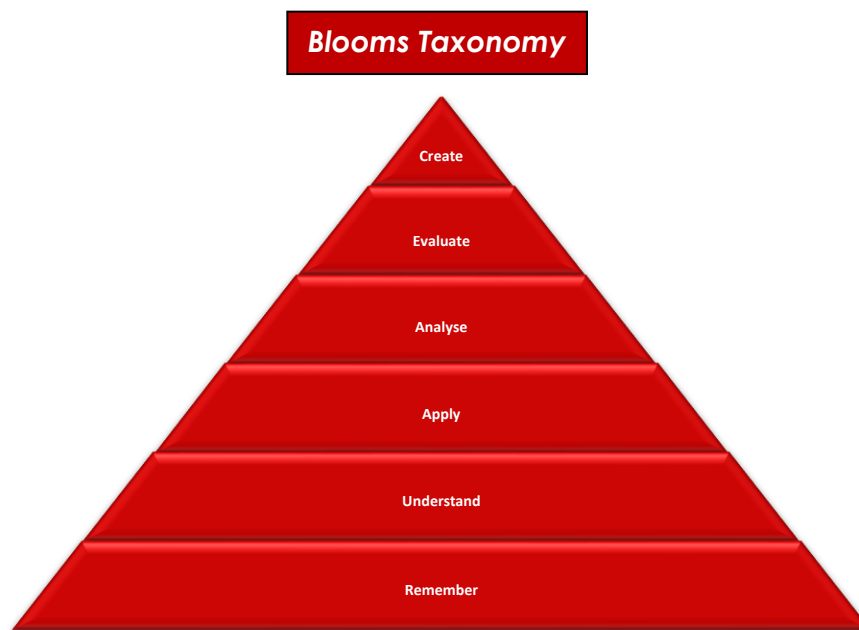 Blooms Taxonomy
Create
Evaluate
Analyse
Apply
Understand
Remember